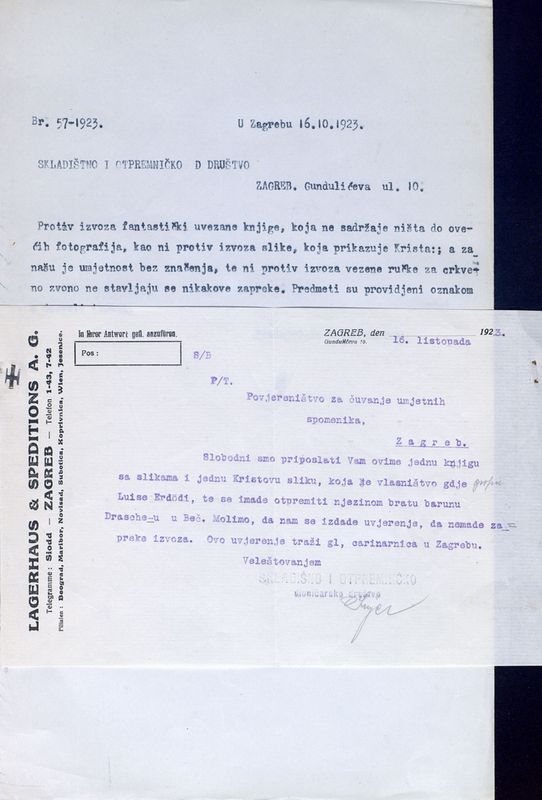 Br. 57-1923.
U Zagrebu 16.10.1923.
SKLADIŠTNO I OTPREMNIČKO D DRUŠTVO
ZAGREB. Gundulićeva ul. 10.
Protiv izvoza fantastički uvezane knjige, koja ne sadržaje ništa do ove-
ćih fotografija, kao ni protiv izvoza slike, koja prikazuje Krista:; a za
našu je umjetnost bez značenja, te ni protiv izvoza vezene ručke za crkve-
no zvono ne stavljaju se nikakove zapreke. Predmeti su providjeni oznakom
LAGERHAUS & SPEDITIONS A. G.
Telegramme: Slodd — ZAGREB — Telefon 1-43, 7-42
Filialen: Beograd, Maribor, Novisad, Subotica, Koprivnica, Wien, Jesenice.
In Ihrer Antwort gefl. anzuführen.
Pos:
S/B
ZAGREB, den 16. listopada 1923.
Gundulićeva 10.
P/T.
Povjereništvo za čuvanje umjetnih
spomenika,
Zagreb.
Slobodni smo priposlati Vam ovime jednu knjigu
sa slikama i jednu Kristovu sliku, koja je vlasništvo gdje
Luise Erdödi, te se imade otpremiti njezinom bratu barunu
Drasche-u u Beč. Molimo, da nam se izdade uvjerenje, da nemade za-
preke izvoza. Ovo uvjerenje traži gl, carinarnica u Zagrebu.
Veleštovanjem
SKLADIŠNO I OTPREMNIČKO
dioničarsko društvo